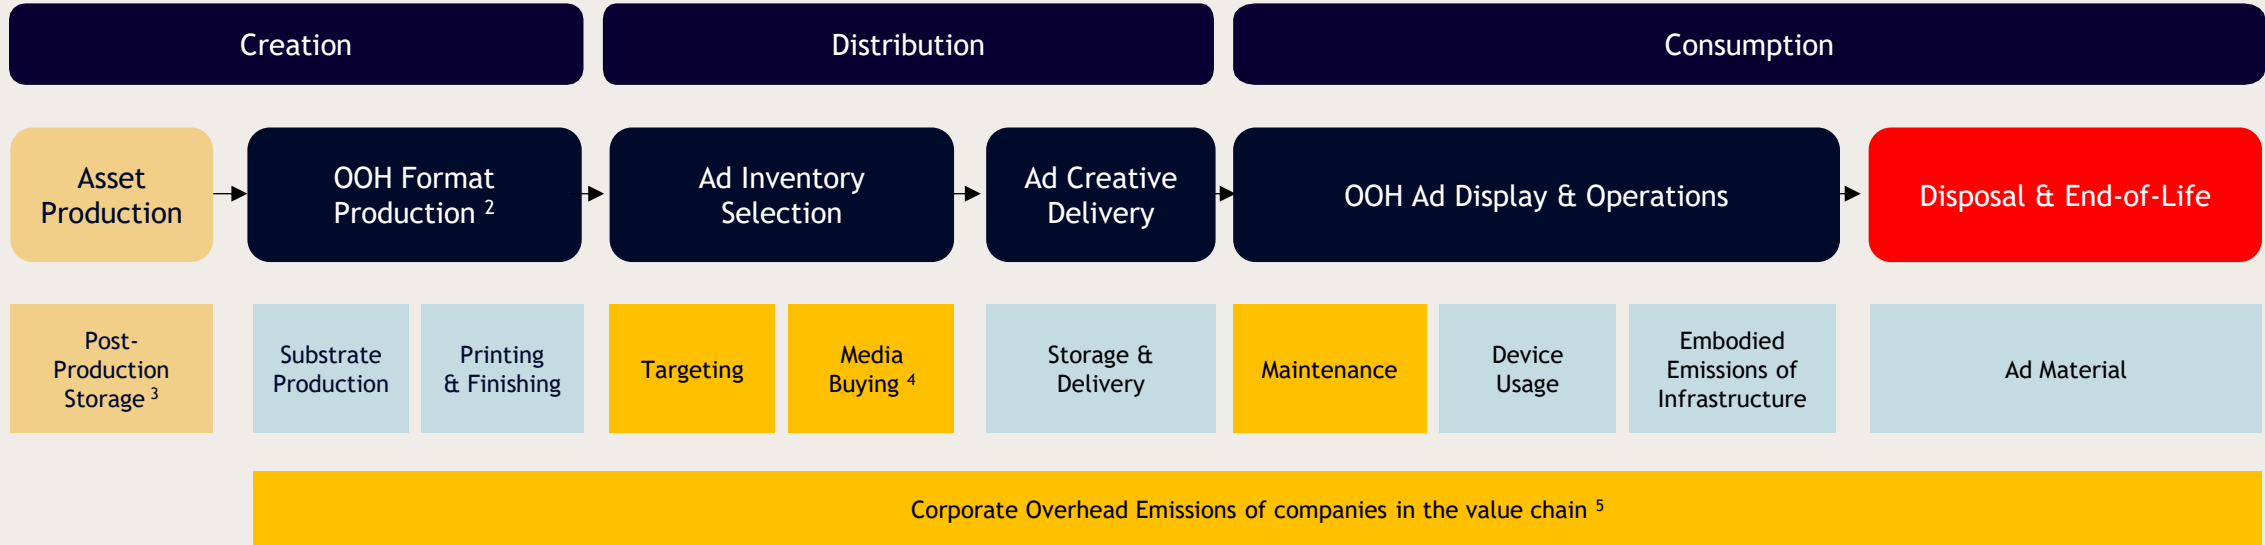 Creation
Distribution
Consumption
Asset
Production
OOH Format
Production 2
Ad Inventory
Selection
Ad Creative
Delivery
OOH Ad Display & Operations
Disposal & End-of-Life
Post-
Production
Storage 3
Substrate
Production
Printing
& Finishing
Targeting
Media
Buying 4
Storage &
Delivery
Maintenance
Device
Usage
Embodied
Emissions of
Infrastructure
Ad Material
Corporate Overhead Emissions of companies in the value chain 5